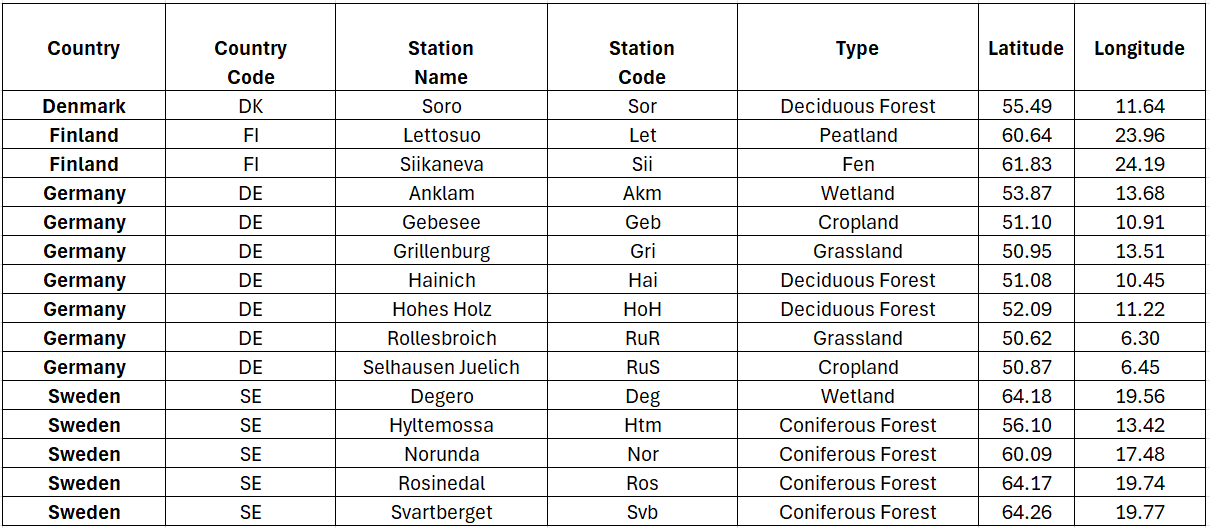 Country Country Code Station Name Station Code Type Latitude Longitude
Denmark DK Soro Sor Deciduous Forest 55.49 11.64
Finland FI Lettosuo Let Peatland 60.64 23.96
Finland FI Siikaneva Sii Fen 61.83 24.19
Germany DE Anklam Akm Wetland 53.87 13.68
Germany DE Gebesee Geb Cropland 51.10 10.91
Germany DE Grillenburg Gri Grassland 50.95 13.51
Germany DE Hainich Hai Deciduous Forest 51.08 10.45
Germany DE Hohes Holz HoH Deciduous Forest 52.09 11.22
Germany DE Rollesbroich RuR Grassland 50.62 6.30
Germany DE Selhausen Juelich RuS Cropland 50.87 6.45
Sweden SE Degero Deg Wetland 64.18 19.56
Sweden SE Hyltemossa Htm Coniferous Forest 56.10 13.42
Sweden SE Norunda Nor Coniferous Forest 60.09 17.48
Sweden SE Rosinedal Ros Coniferous Forest 64.17 19.74
Sweden SE Svartberget Svb Coniferous Forest 64.26 19.77